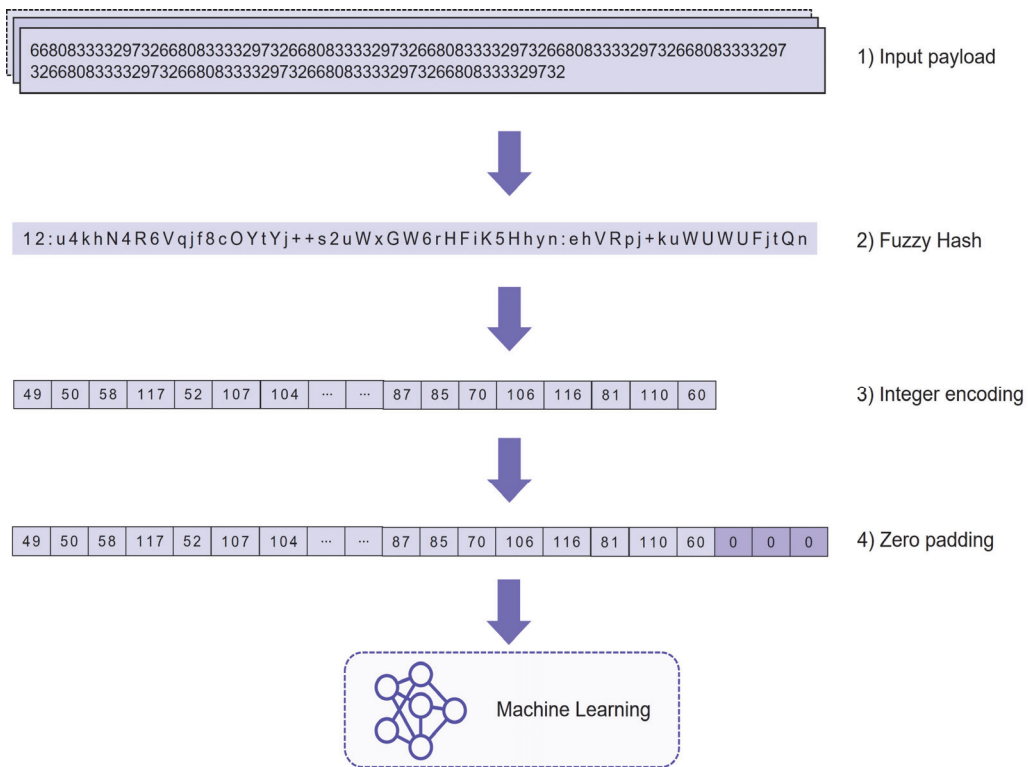 668083333297326680833332973266808333329732668083333297326680833332973266808333297
326680833332973266808333329732668083333297326680833329732
1) Input payload
12:u4khN4R6Vqjf8cOYtYj++s2uWxGW6rHFiK5Hhyn:ehVRpj+kuWUWUFjtQn
2) Fuzzy Hash
49 50 58 117 52 107 104 ... ... 87 85 70 106 116 81 110 60
3) Integer encoding
49 50 58 117 52 107 104 ... ... 87 85 70 106 116 81 110 60 0 0 0
4) Zero padding
Machine Learning